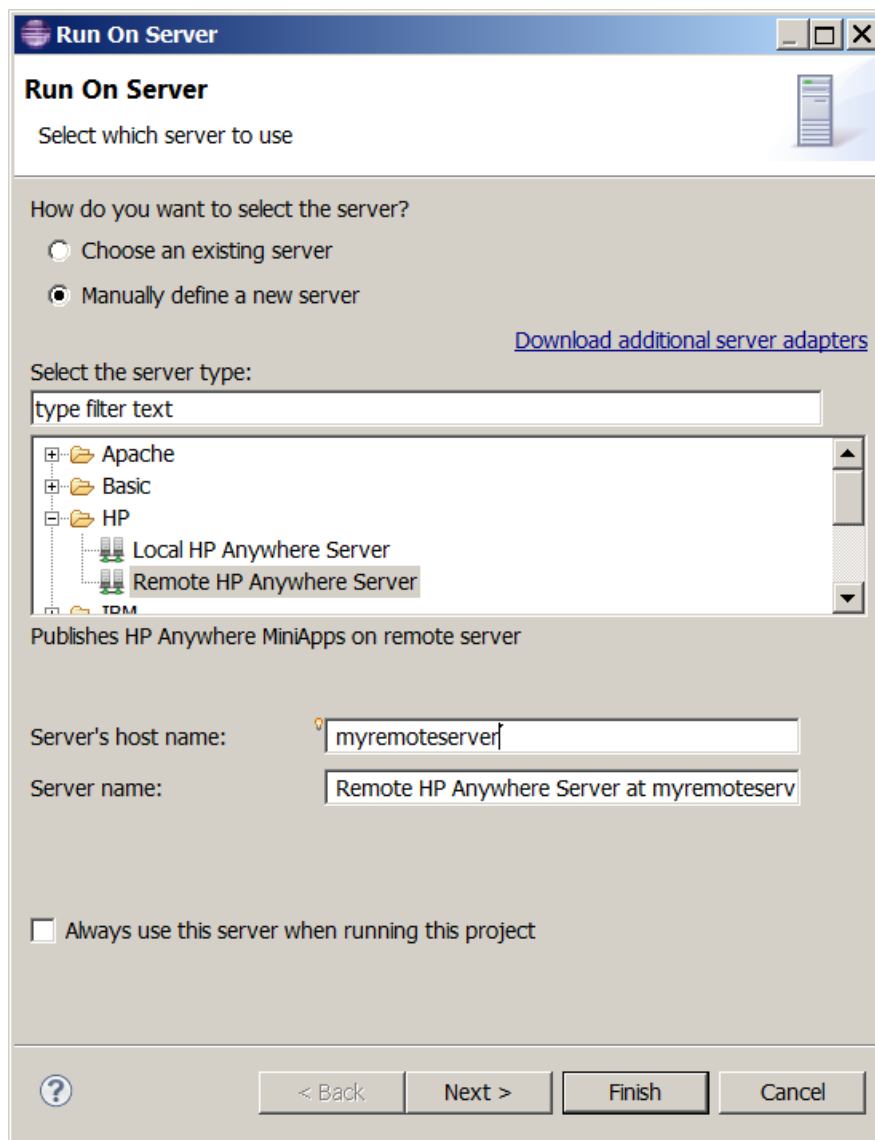 Run On Server
Run On Server
Select which server to use
How do you want to select the server?
Choose an existing server
Manually define a new server
Download additional server adapters
Select the server type:
type filter text
Apache
Basic
HP
Local HP Anywhere Server
Remote HP Anywhere Server
IBM
Publishes HP Anywhere MiniApps on remote server
Server's host name: myremoteserver
Server name: Remote HP Anywhere Server at myremoteserv
Always use this server when running this project
? < Back Next > Finish Cancel